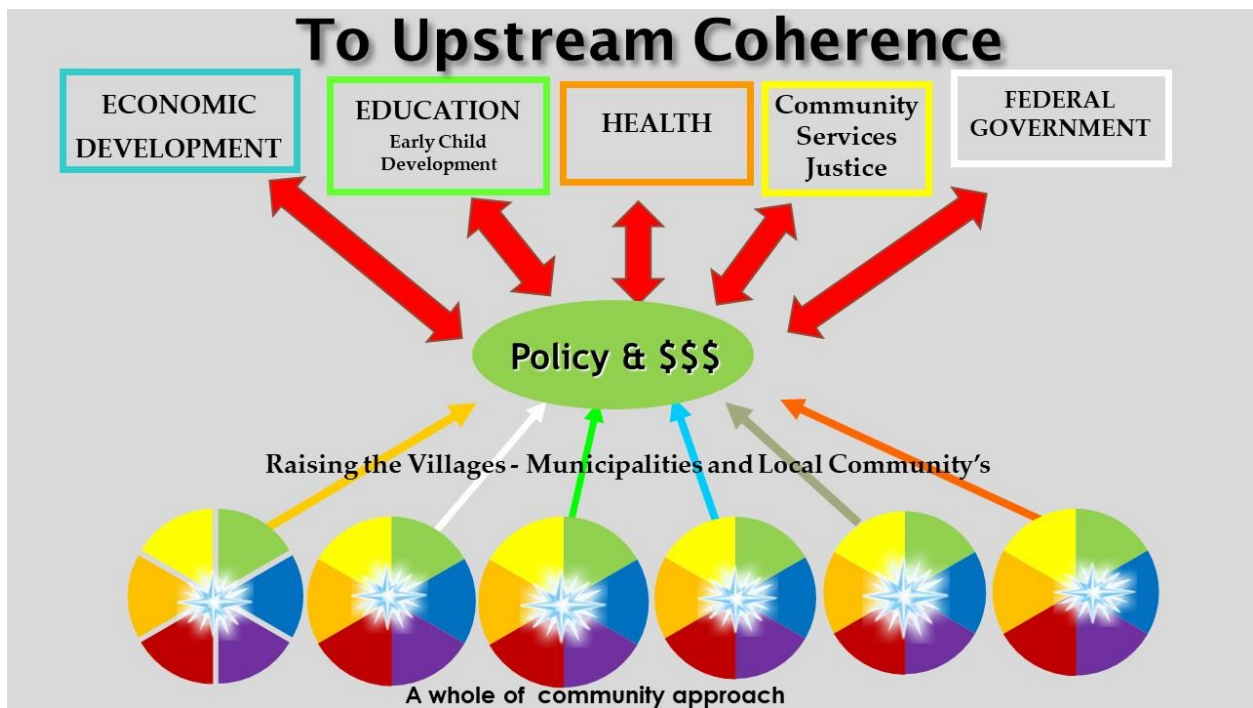 To Upstream Coherence
ECONOMIC
DEVELOPMENT
EDUCATION
Early Child
Development
HEALTH
Community
Services
Justice
FEDERAL
GOVERNMENT
Policy & $$$
Raising the Villages - Municipalities and Local Community's
A whole of community approach